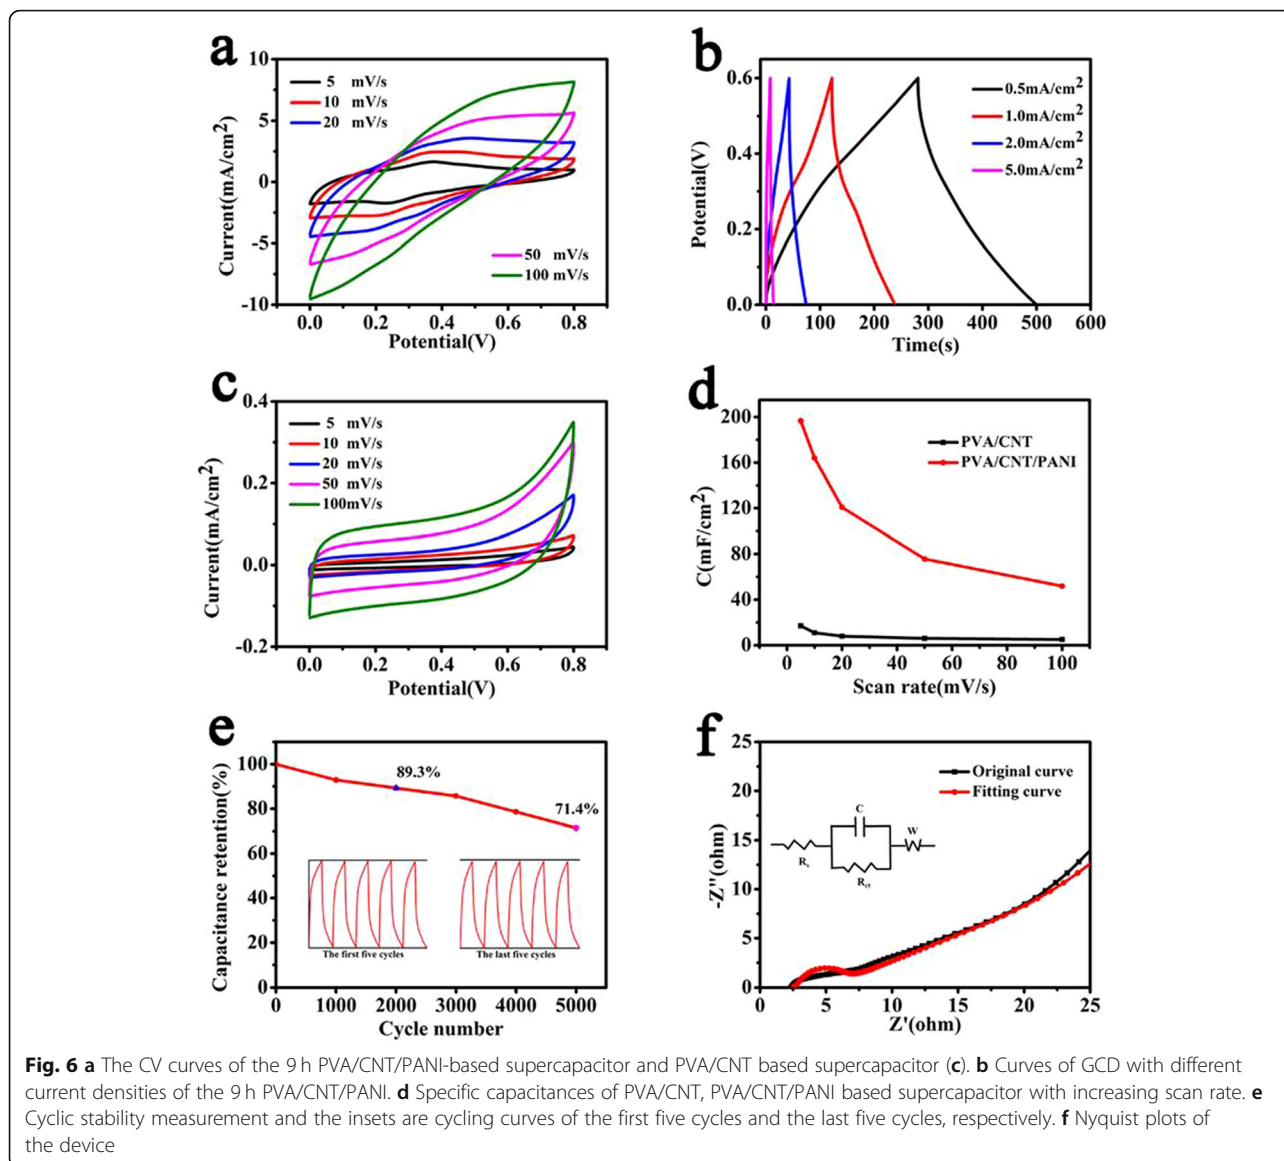 a
10
5
0
-5
-10
Current(mA/cm2)
5 mV/s
10 mV/s
20 mV/s
50 mV/s
100 mV/s
0.0 0.2 0.4 0.6 0.8
Potential(V)
b
0.6
0.4
0.2
0.0
Potential(V)
0.5mA/cm2
1.0mA/cm2
2.0mA/cm2
5.0mA/cm2
0 100 200 300 400 500 600
Time(s)
c
0.4
0.2
0.0
-0.2
Current(mA/cm2)
5 mV/s
10 mV/s
20 mV/s
50 mV/s
100mV/s
0.0 0.2 0.4 0.6 0.8
Potential(V)
d
200
160
120
80
40
0
C(mF/cm2)
PVA/CNT
PVA/CNT/PANI
0 20 40 60 80 100
Scan rate(mV/s)
e
100
80
60
40
20
0
Capacitance retention(%)
89.3%
71.4%
The first five cycles
The last five cycles
0 1000 2000 3000 4000 5000
Cycle number
f
25
20
15
10
5
0
-Z''(ohm)
Original curve
Fitting curve
C
W
Rs
Rct
0 5 10 15 20 25
Z'(ohm)
Fig. 6 a The CV curves of the 9 h PVA/CNT/PANI-based supercapacitor and PVA/CNT based supercapacitor (c). b Curves of GCD with different
current densities of the 9 h PVA/CNT/PANI. d Specific capacitances of PVA/CNT, PVA/CNT/PANI based supercapacitor with increasing scan rate. e
Cyclic stability measurement and the insets are cycling curves of the first five cycles and the last five cycles, respectively. f Nyquist plots of
the device